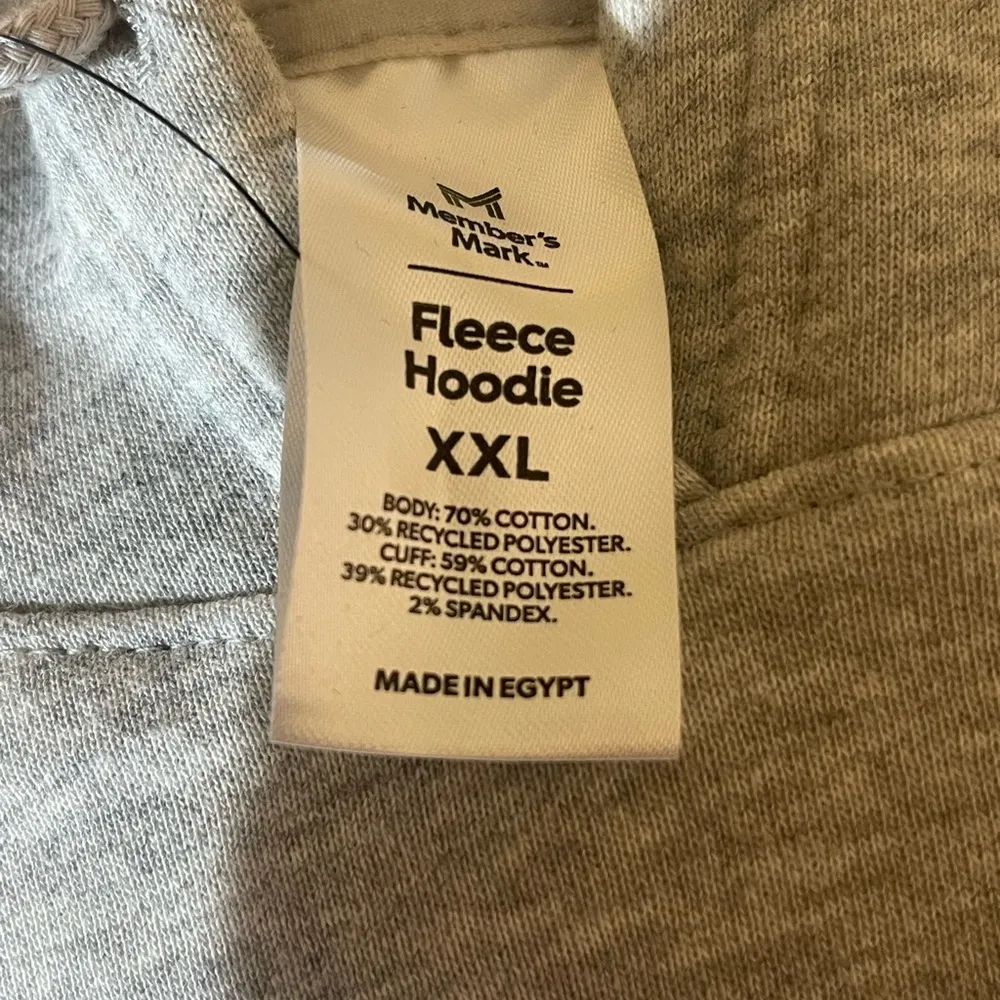 Member's
Mark™
Fleece
Hoodie
XXL
BODY: 70% COTTON.
30% RECYCLED POLYESTER.
CUFF: 59% COTTON.
39% RECYCLED POLYESTER.
2% SPANDEX.
MADE IN EGYPT